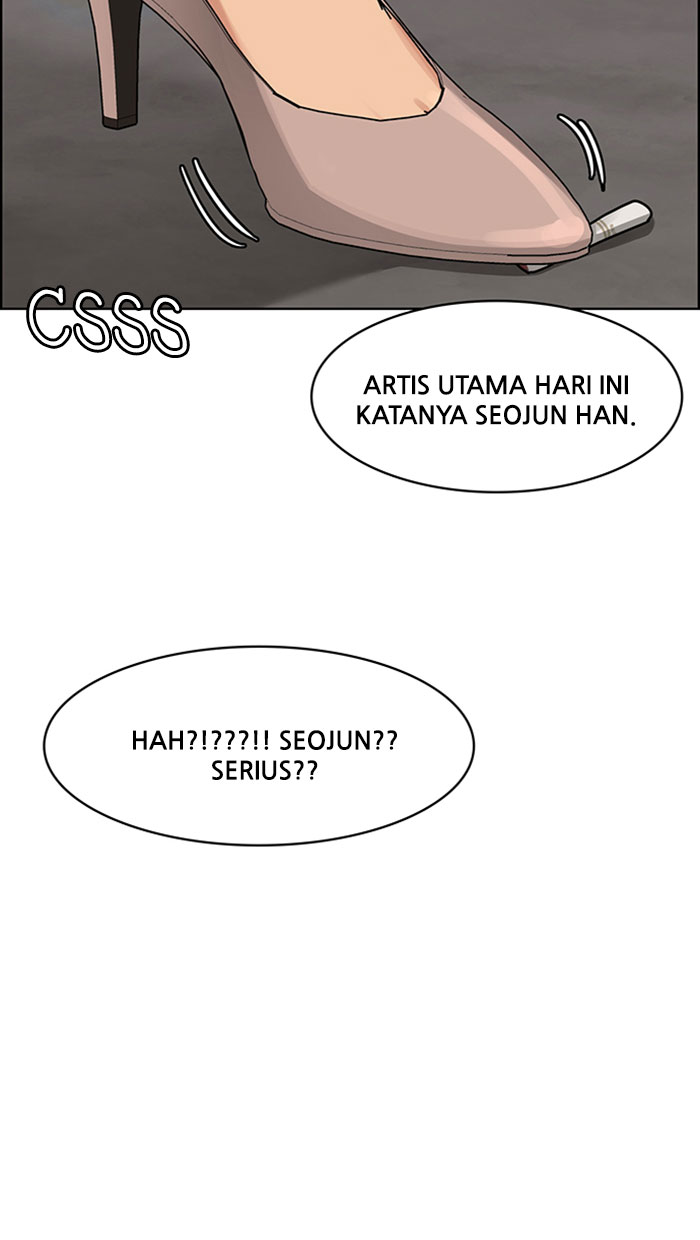 CSSS
ARTIS UTAMA HARI INI
KATANYA SEOJUN HAN.
HAH?!???!! SEOJUN??
SERIUS??